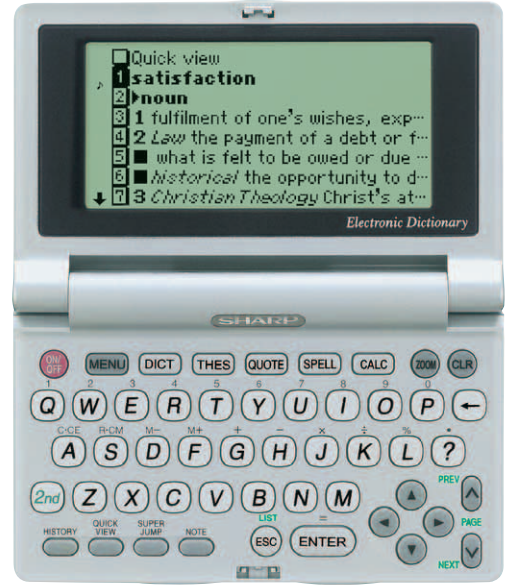 Quick view
1 satisfaction
2 noun
3 1 fulfilment of one's wishes, exp…
4 2 Law the payment of a debt or f…
5 ■ what is felt to be owed or due …
6 ■ historical the opportunity to d…
7 3 Christian Theology Christ's at…
Electronic Dictionary
SHARP
ON/OFF MENU DICT THES QUOTE SPELL CALC ZOOM CLR
1 2 3 4 5 6 7 8 9 0
Q W E R T Y U I O P ←
C·CE R·CM M− M+ + − × ÷ % •
A S D F G H J K L ?
2nd Z X C V B N M
PREV
PAGE
NEXT
LIST =
HISTORY QUICK VIEW SUPER JUMP NOTE ESC ENTER